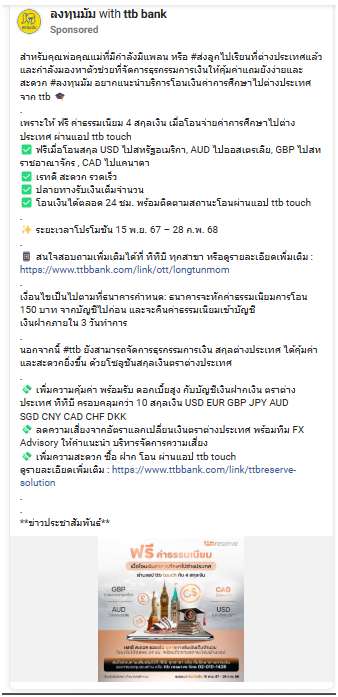 ลงทุนมัม with ttb bank
Sponsored
สำหรับคุณพ่อคุณแม่ที่มีกำลังมีแพลน หรือ #ส่งลูกไปเรียนที่ต่างประเทศแล้ว
และกำลังมองหาตัวช่วยที่จัดการธุรกรรมการเงินให้คุ้มค่าแถมยังง่ายและ
สะดวก #ลงทุนมัม อยากแนะนำบริการโอนเงินค่าการศึกษาไปต่างประเทศ
จาก ttb 🎓
.
เพราะให้ ฟรี ค่าธรรมเนียม 4 สกุลเงิน เมื่อโอนจ่ายค่าการศึกษาไปต่าง
ประเทศ ผ่านแอป ttb touch
✅ ฟรีเมื่อโอนสกุล USD ไปสหรัฐอเมริกา, AUD ไปออสเตรเลีย, GBP ไปสห
ราชอาณาจักร , CAD ไปแคนาดา
✅ เรทดี สะดวก รวดเร็ว
✅ ปลายทางรับเงินเต็มจำนวน
✅ โอนเงินได้ตลอด 24 ชม. พร้อมติดตามสถานะโอนผ่านแอป ttb touch
.
✨ ระยะเวลาโปรโมชัน 15 พ.ย. 67 – 28 ก.พ. 68
.
📱 สนใจสอบถามเพิ่มเติมได้ที่ ทีทีบี ทุกสาขา หรือดูรายละเอียดเพิ่มเติม :
https://www.ttbbank.com/link/ott/longtunmom
.
เงื่อนไขเป็นไปตามที่ธนาคารกำหนด: ธนาคารจะหักค่าธรรมเนียมการโอน
150 บาท จากบัญชีไปก่อน และจะคืนค่าธรรมเนียมเข้าบัญชี
เงินฝากภายใน 3 วันทำการ
.
นอกจากนี้ #ttb ยังสามารถจัดการธุรกรรมการเงิน สกุลต่างประเทศ ได้คุ้มค่า
และสะดวกยิ่งขึ้น ด้วยโซลูชันสกุลเงินตราต่างประเทศ
.
💸 เพิ่มความคุ้มค่า พร้อมรับ ดอกเบี้ยสูง กับบัญชีเงินฝากเงิน ตราต่าง
ประเทศ ทีทีบี ครอบคลุมกว่า 10 สกุลเงิน USD EUR GBP JPY AUD
SGD CNY CAD CHF DKK
💸 ลดความเสี่ยงจากอัตราแลกเปลี่ยนเงินตราต่างประเทศ พร้อมทีม FX
Advisory ให้คำแนะนำ บริหารจัดการความเสี่ยง
💸 เพิ่มความสะดวก ซื้อ ฝาก โอน ผ่านแอป ttb touch
ดูรายละเอียดเพิ่มเติม : https://www.ttbbank.com/link/ttbreserve-
solution
.
.
**ข่าวประชาสัมพันธ์**
ttb reserve
ฟรี ค่าธรรมเนียม
เมื่อโอนเงินค่าการศึกษาไปต่างประเทศ
ผ่านแอป ttb touch กับ 4 สกุลเงิน
GBP
CAD
AUD
USD